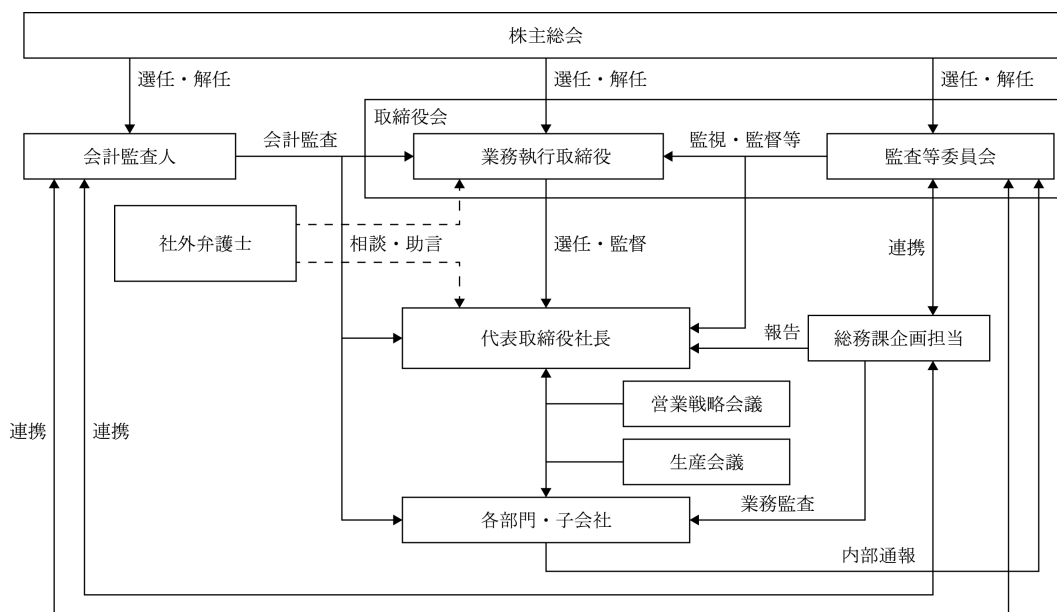 株主総会
選任・解任
選任・解任
選任・解任
取締役会
会計監査人
会計監査
業務執行取締役
監視・監督等
監査等委員会
社外弁護士
相談・助言
選任・監督
連携
代表取締役社長
報告
総務課企画担当
営業戦略会議
連携
連携
生産会議
業務監査
各部門・子会社
内部通報